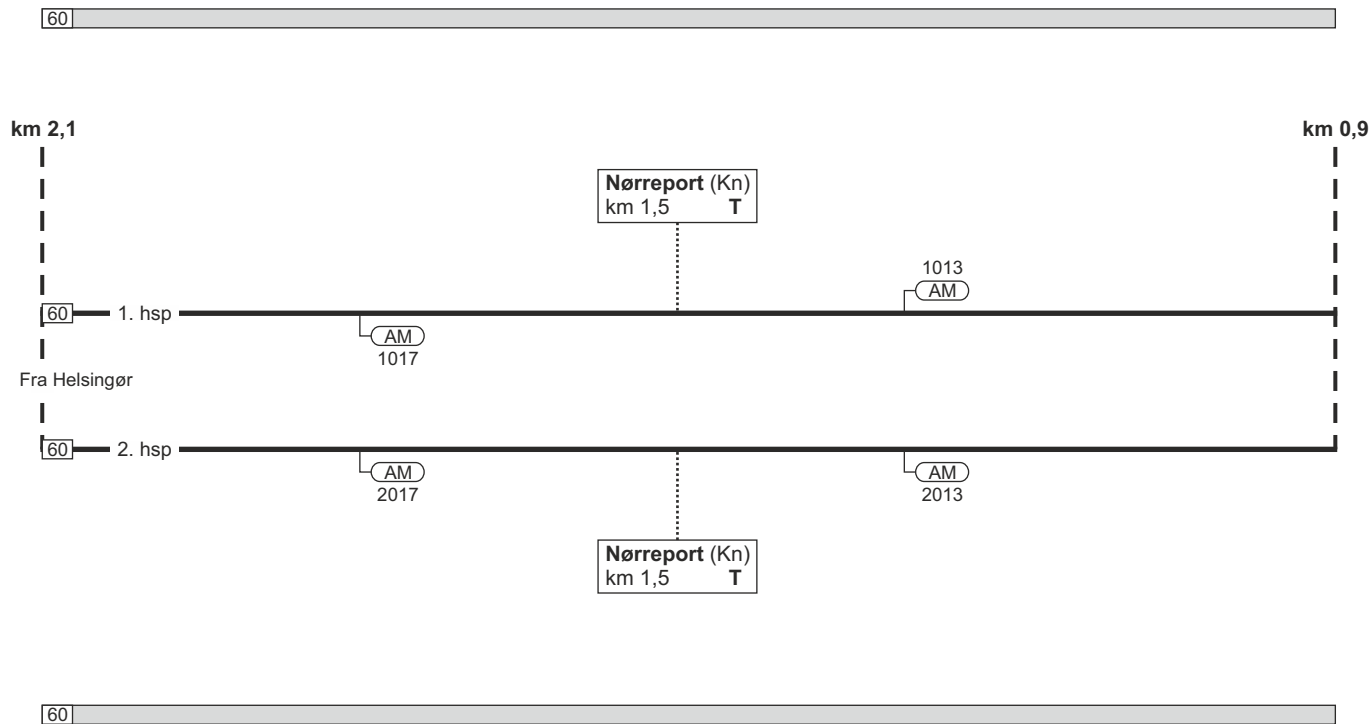 60
km 2,1
km 0,9
Nørreport (Kn)
km 1,5 T
1013
AM
60 1. hsp
AM
1017
Fra Helsingør
60 2. hsp
AM AM
2017 2013
Nørreport (Kn)
km 1,5 T
60